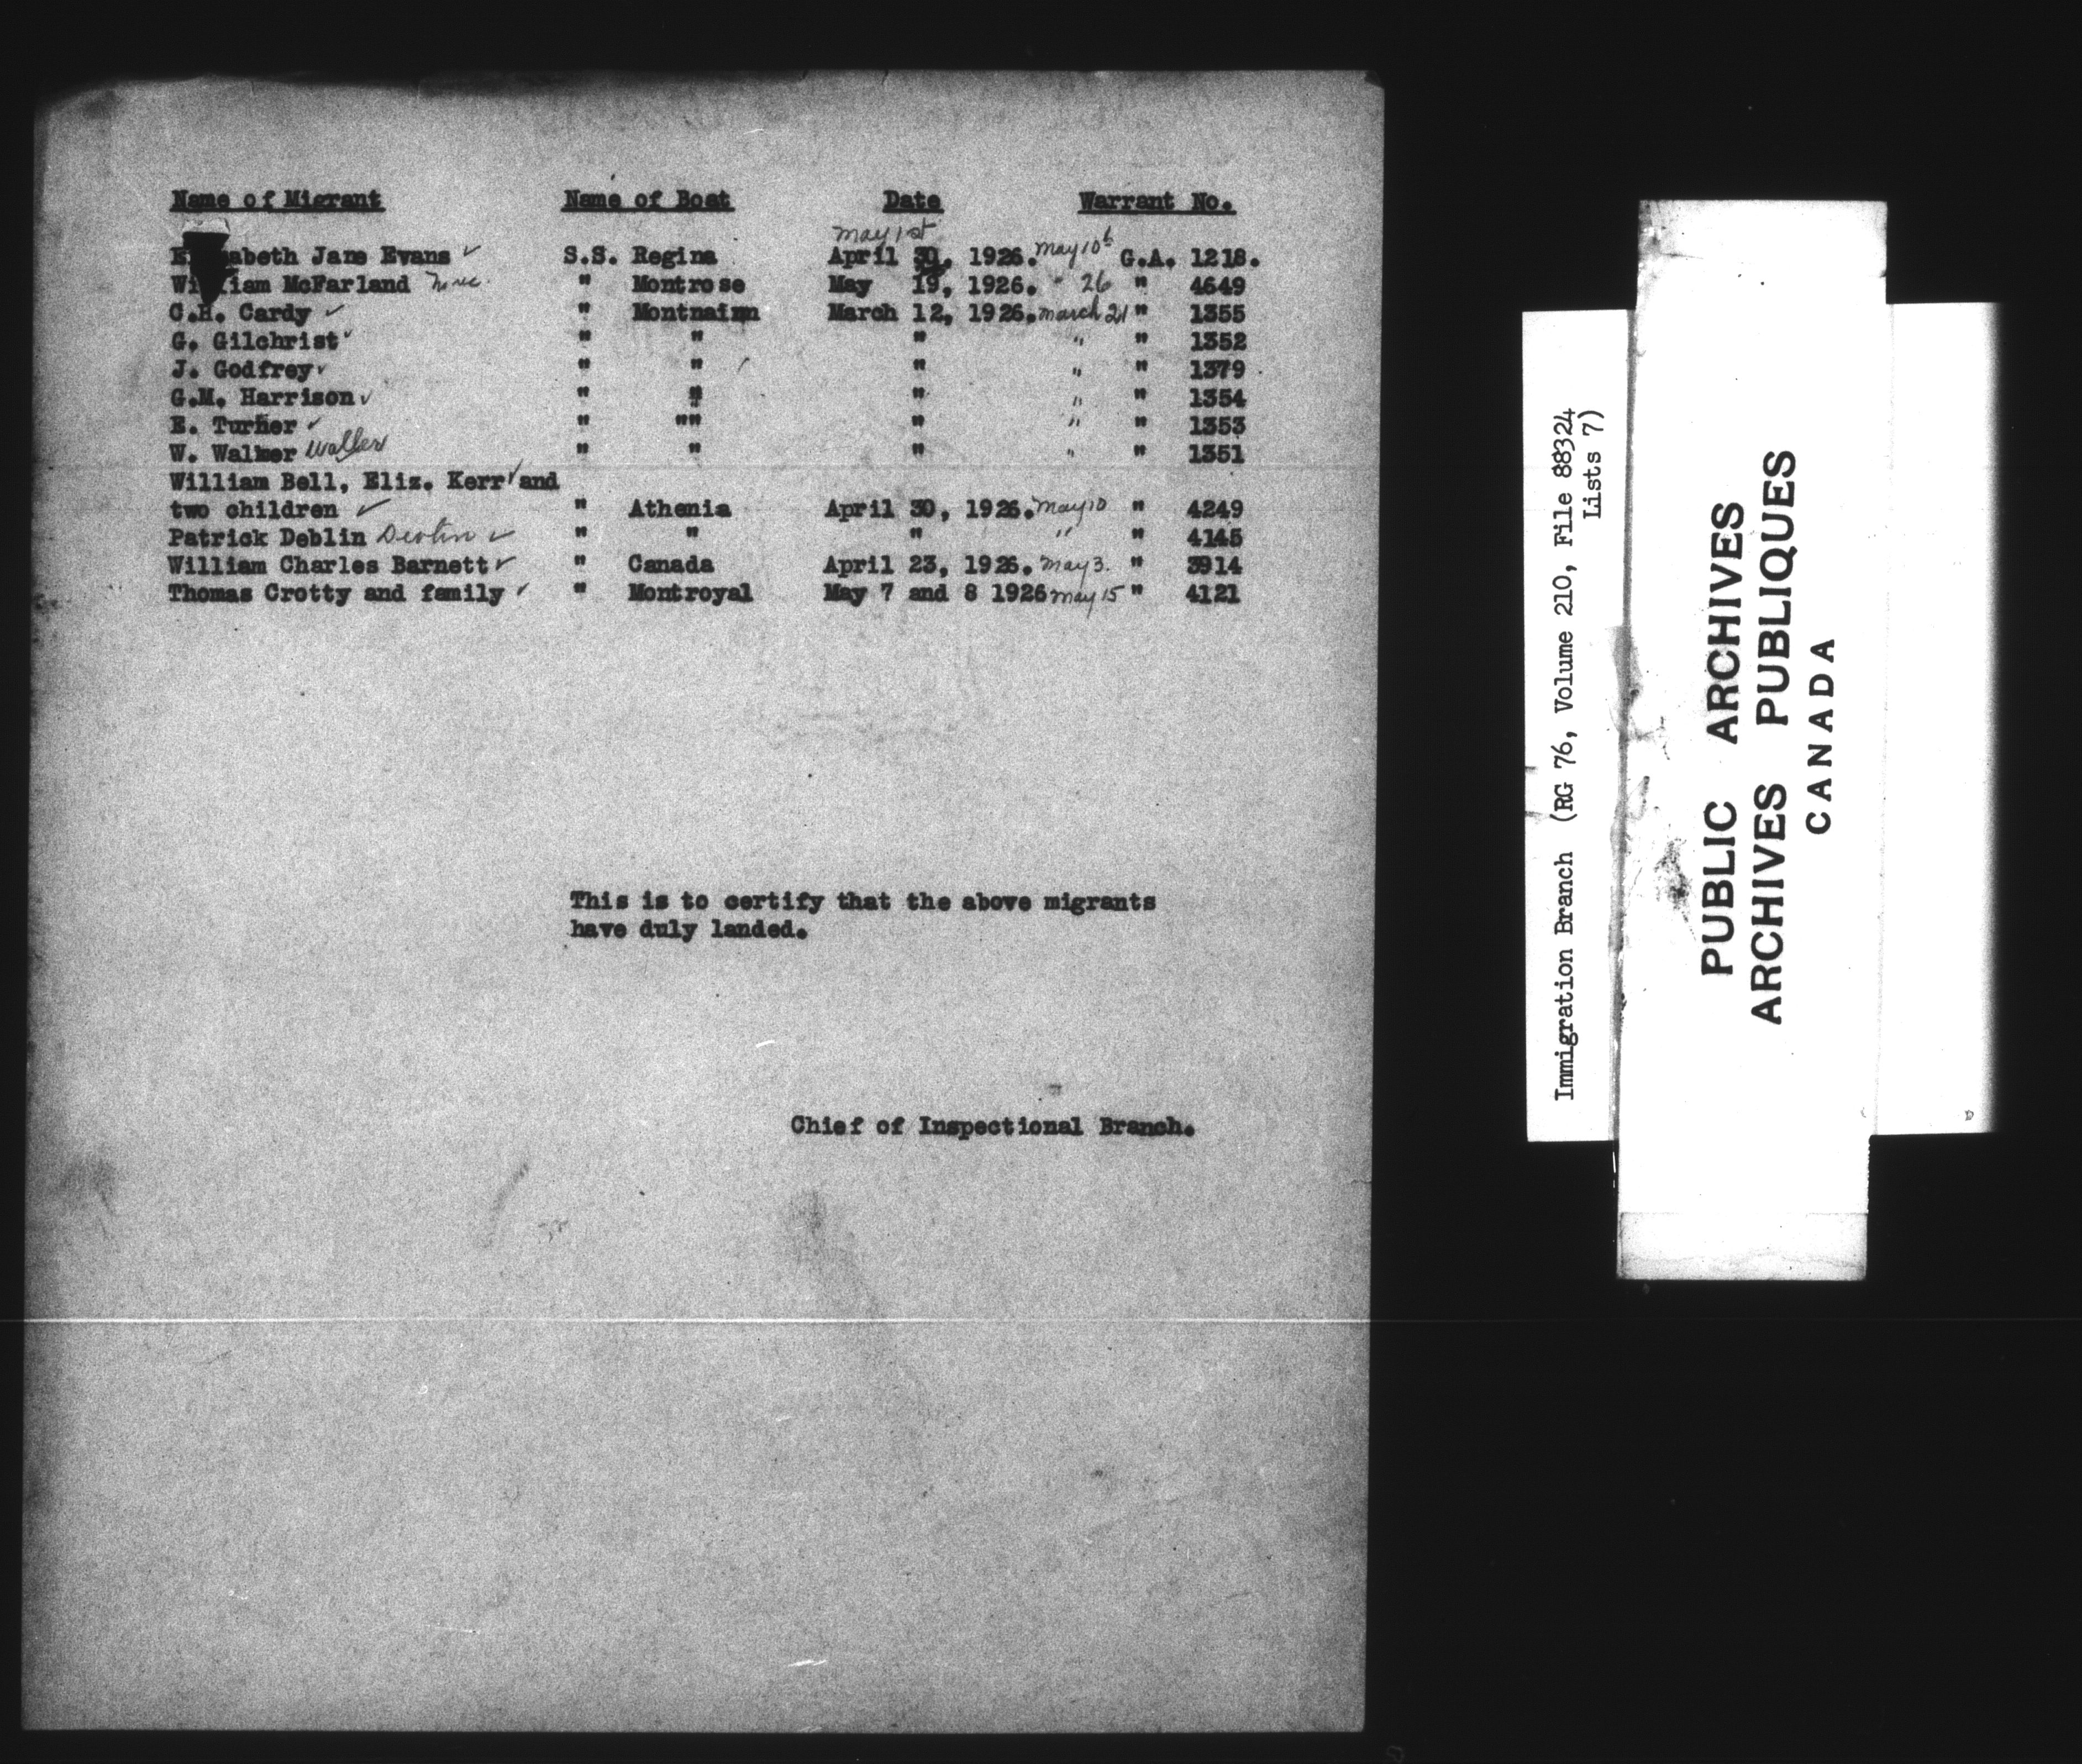 Name of Migrant Name of Boat Date Warrant No.
May 1st
E abeth Jane Evans ✓ S.S. Regina April 30, 1926. May 10th G.A. 1218.
William McFarland " Montrose May 19, 1926. " 26 " 4649
C.H. Cardy ✓ " Montnairn March 12, 1926. March 21 " 1355
G. Gilchrist ✓ " " " " " 1352
J. Godfrey ✓ " " " " " 1379
G.M. Harrison ✓ " " " " " 1354
E. Turner ✓ " "" " " " 1353
W. Walker Waller " " " " " 1351
William Bell, Eliz. Kerr ✓ and
two children ✓ " Athenia April 30, 1926. May 10 " 4249
Patrick Deblin Devlin ✓ " " " " " 4145
William Charles Barnett ✓ " Canada April 23, 1926. May 3. " 3914
Thomas Crotty and family ✓ " Montroyal May 7 and 8 1926 May 15 " 4121
This is to certify that the above migrants
have duly landed.
Chief of Inspectional Branch.
Immigration Branch (RG 76, Volume 210, File 88324
Lists 7)
PUBLIC ARCHIVES
ARCHIVES PUBLIQUES
CANADA